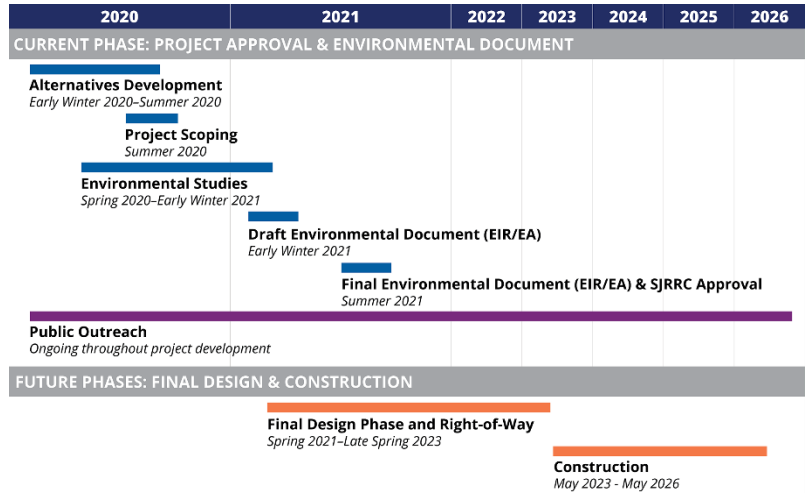 2020 2021 2022 2023 2024 2025 2026
CURRENT PHASE: PROJECT APPROVAL & ENVIRONMENTAL DOCUMENT
Alternatives Development
Early Winter 2020–Summer 2020
Project Scoping
Summer 2020
Environmental Studies
Spring 2020–Early Winter 2021
Draft Environmental Document (EIR/EA)
Early Winter 2021
Final Environmental Document (EIR/EA) & SJRRC Approval
Summer 2021
Public Outreach
Ongoing throughout project development
FUTURE PHASES: FINAL DESIGN & CONSTRUCTION
Final Design Phase and Right-of-Way
Spring 2021–Late Spring 2023
Construction
May 2023 - May 2026